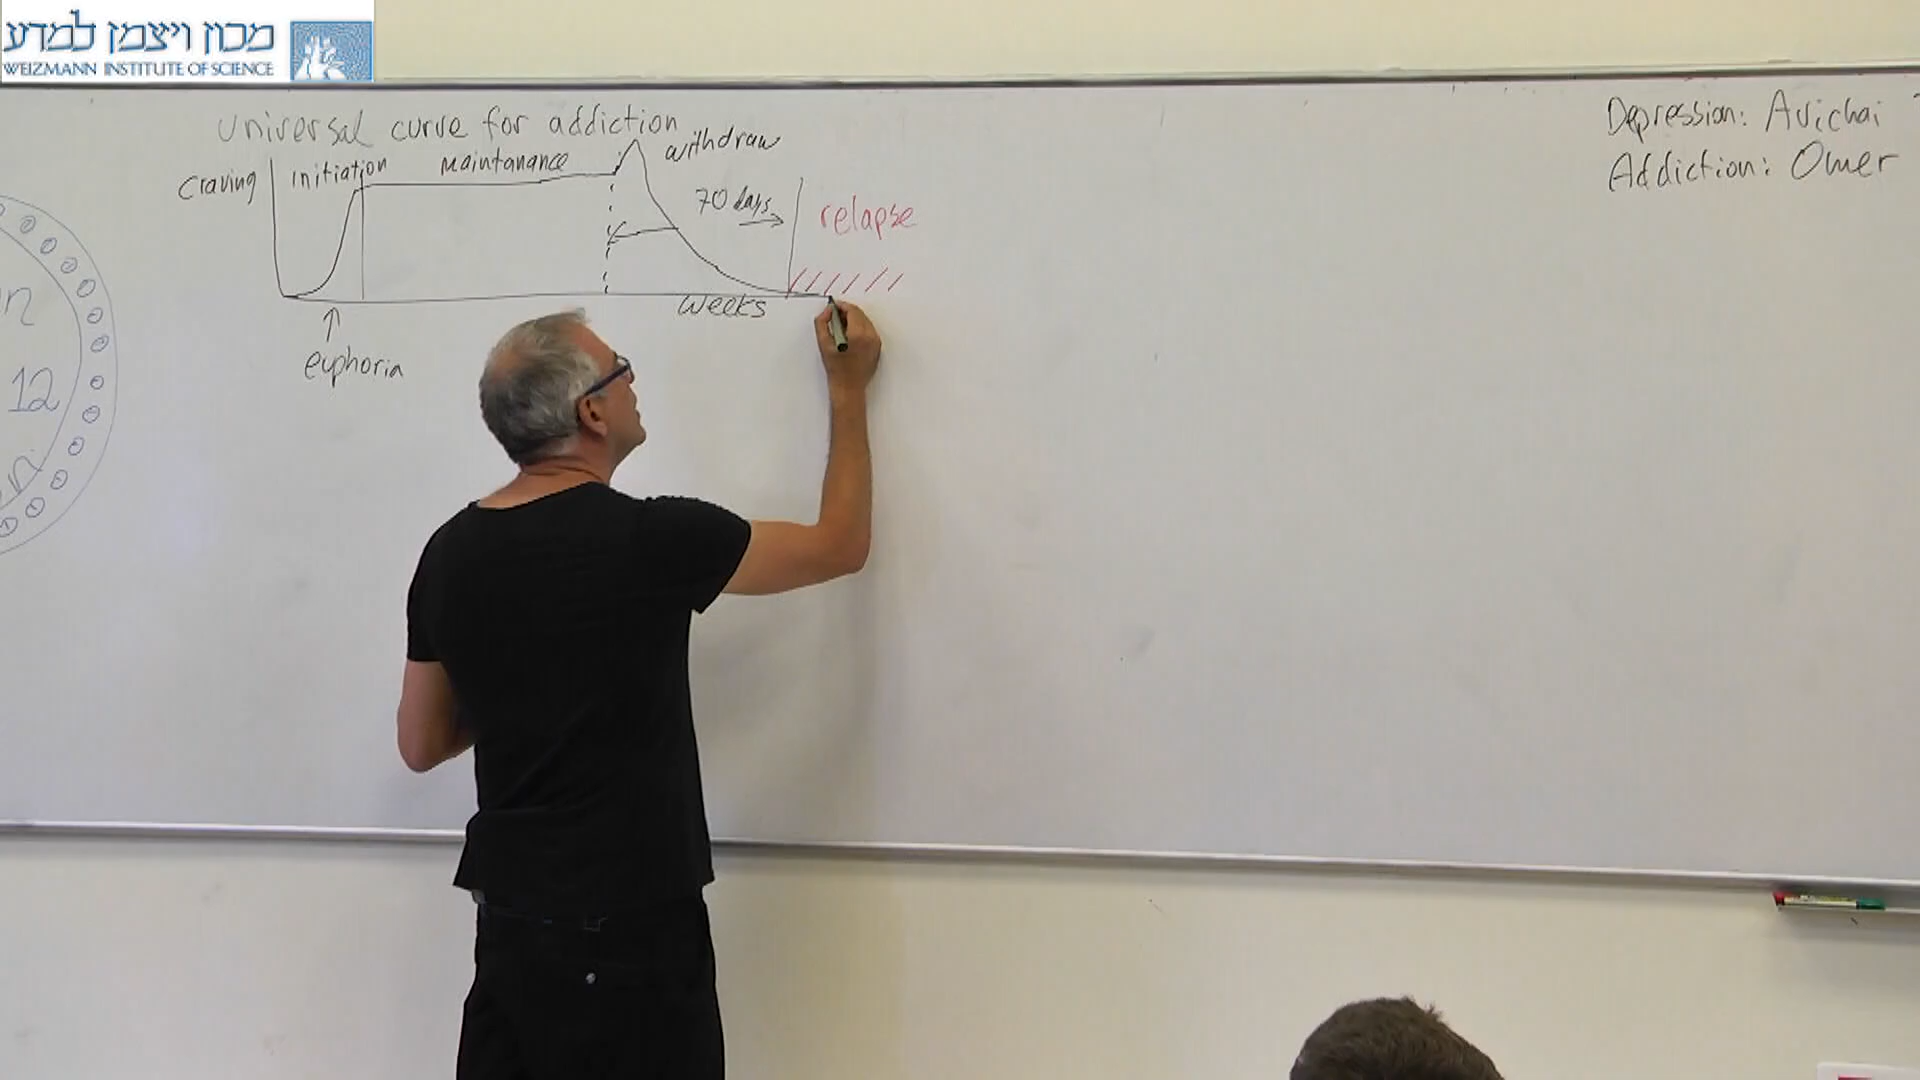 מכון ויצמן למדע
WEIZMANN INSTITUTE OF SCIENCE
universal curve for addiction
Craving
initiation
Maintanance
withdraw
70 days
relapse
weeks
euphoria
12
Depression: Avichai
Addiction: Omer